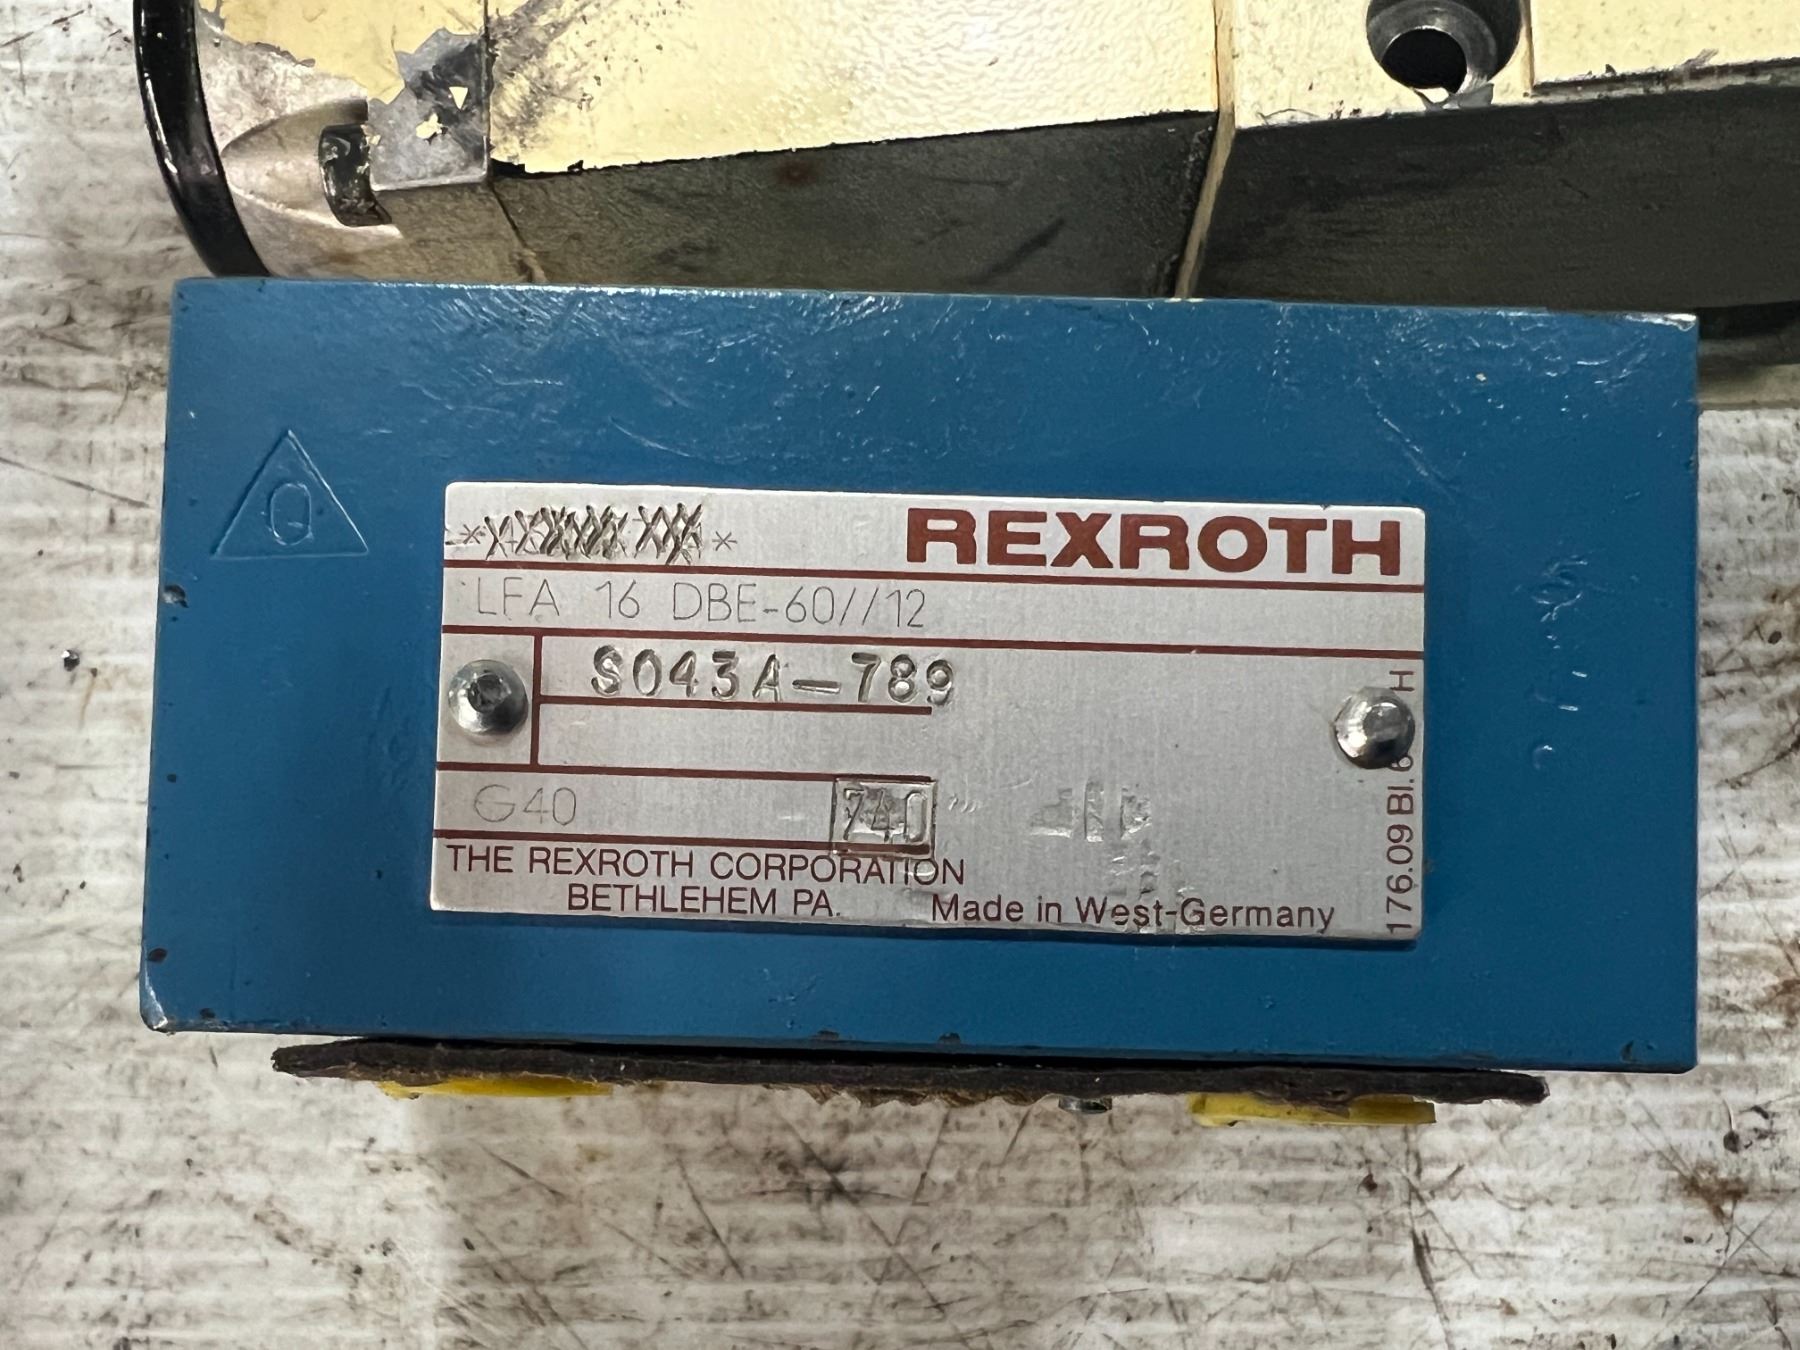 Q
REXROTH
LFA 16 DBE-60//12
S043A-789
G40 740
THE REXROTH CORPORATION
BETHLEHEM PA. Made in West-Germany
176.09 Bl. H